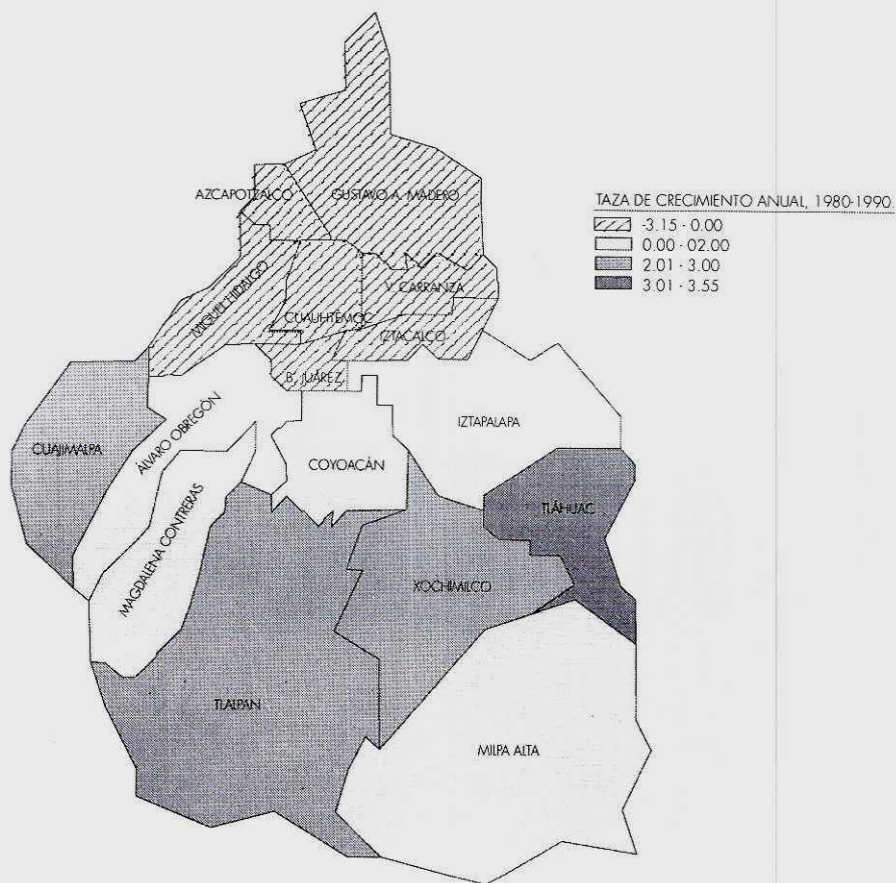 AZCAPOTZALCO
GUSTAVO A. MADERO
TAZA DE CRECIMIENTO ANUAL, 1980-1990.
-3.15 - 0.00
0.00 - 02.00
2.01 - 3.00
3.01 - 3.55
MIGUEL HIDALGO
V. CARRANZA
CUAUHTÉMOC
IZTACALCO
B. JUÁREZ
CUAJIMALPA
ÁLVARO OBREGÓN
IZTAPALAPA
COYOACÁN
TLÁHUAC
MAGDALENA CONTRERAS
XOCHIMILCO
TLALPAN
MILPA ALTA